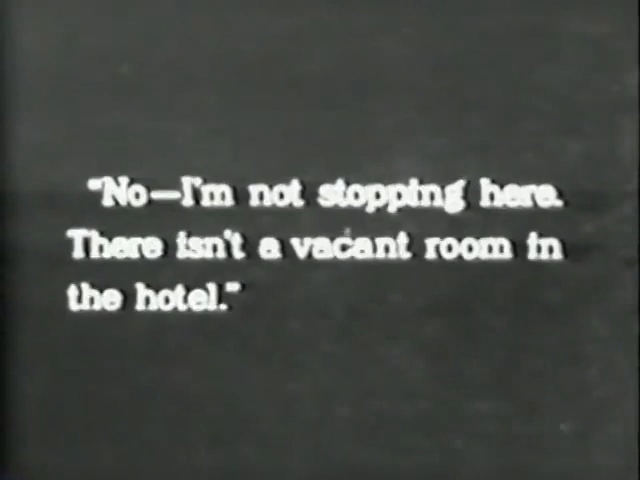 "No—I'm not stopping here.
There isn't a vacant room in
the hotel."